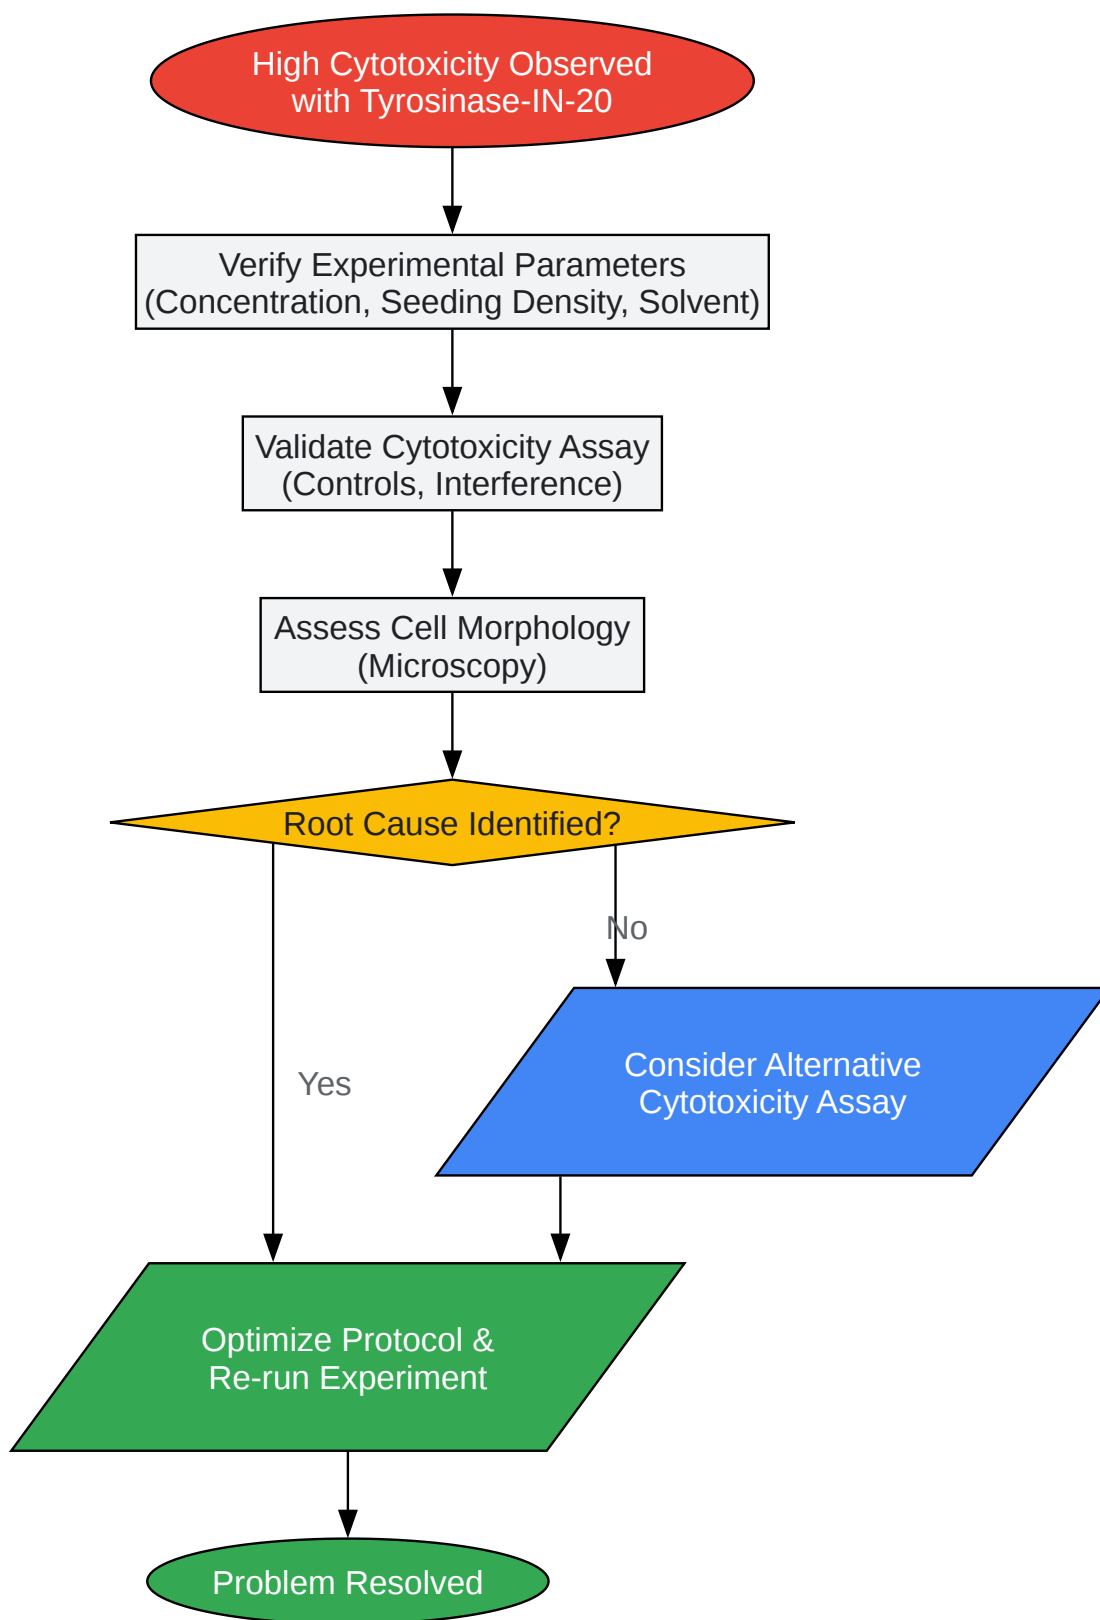 High Cytotoxicity Observed
with Tyrosinase-IN-20
Verify Experimental Parameters
(Concentration, Seeding Density, Solvent)
Validate Cytotoxicity Assay
(Controls, Interference)
Assess Cell Morphology
(Microscopy)
Root Cause Identified?
No
Consider Alternative
Cytotoxicity Assay
Yes
Optimize Protocol &
Re-run Experiment
Problem Resolved